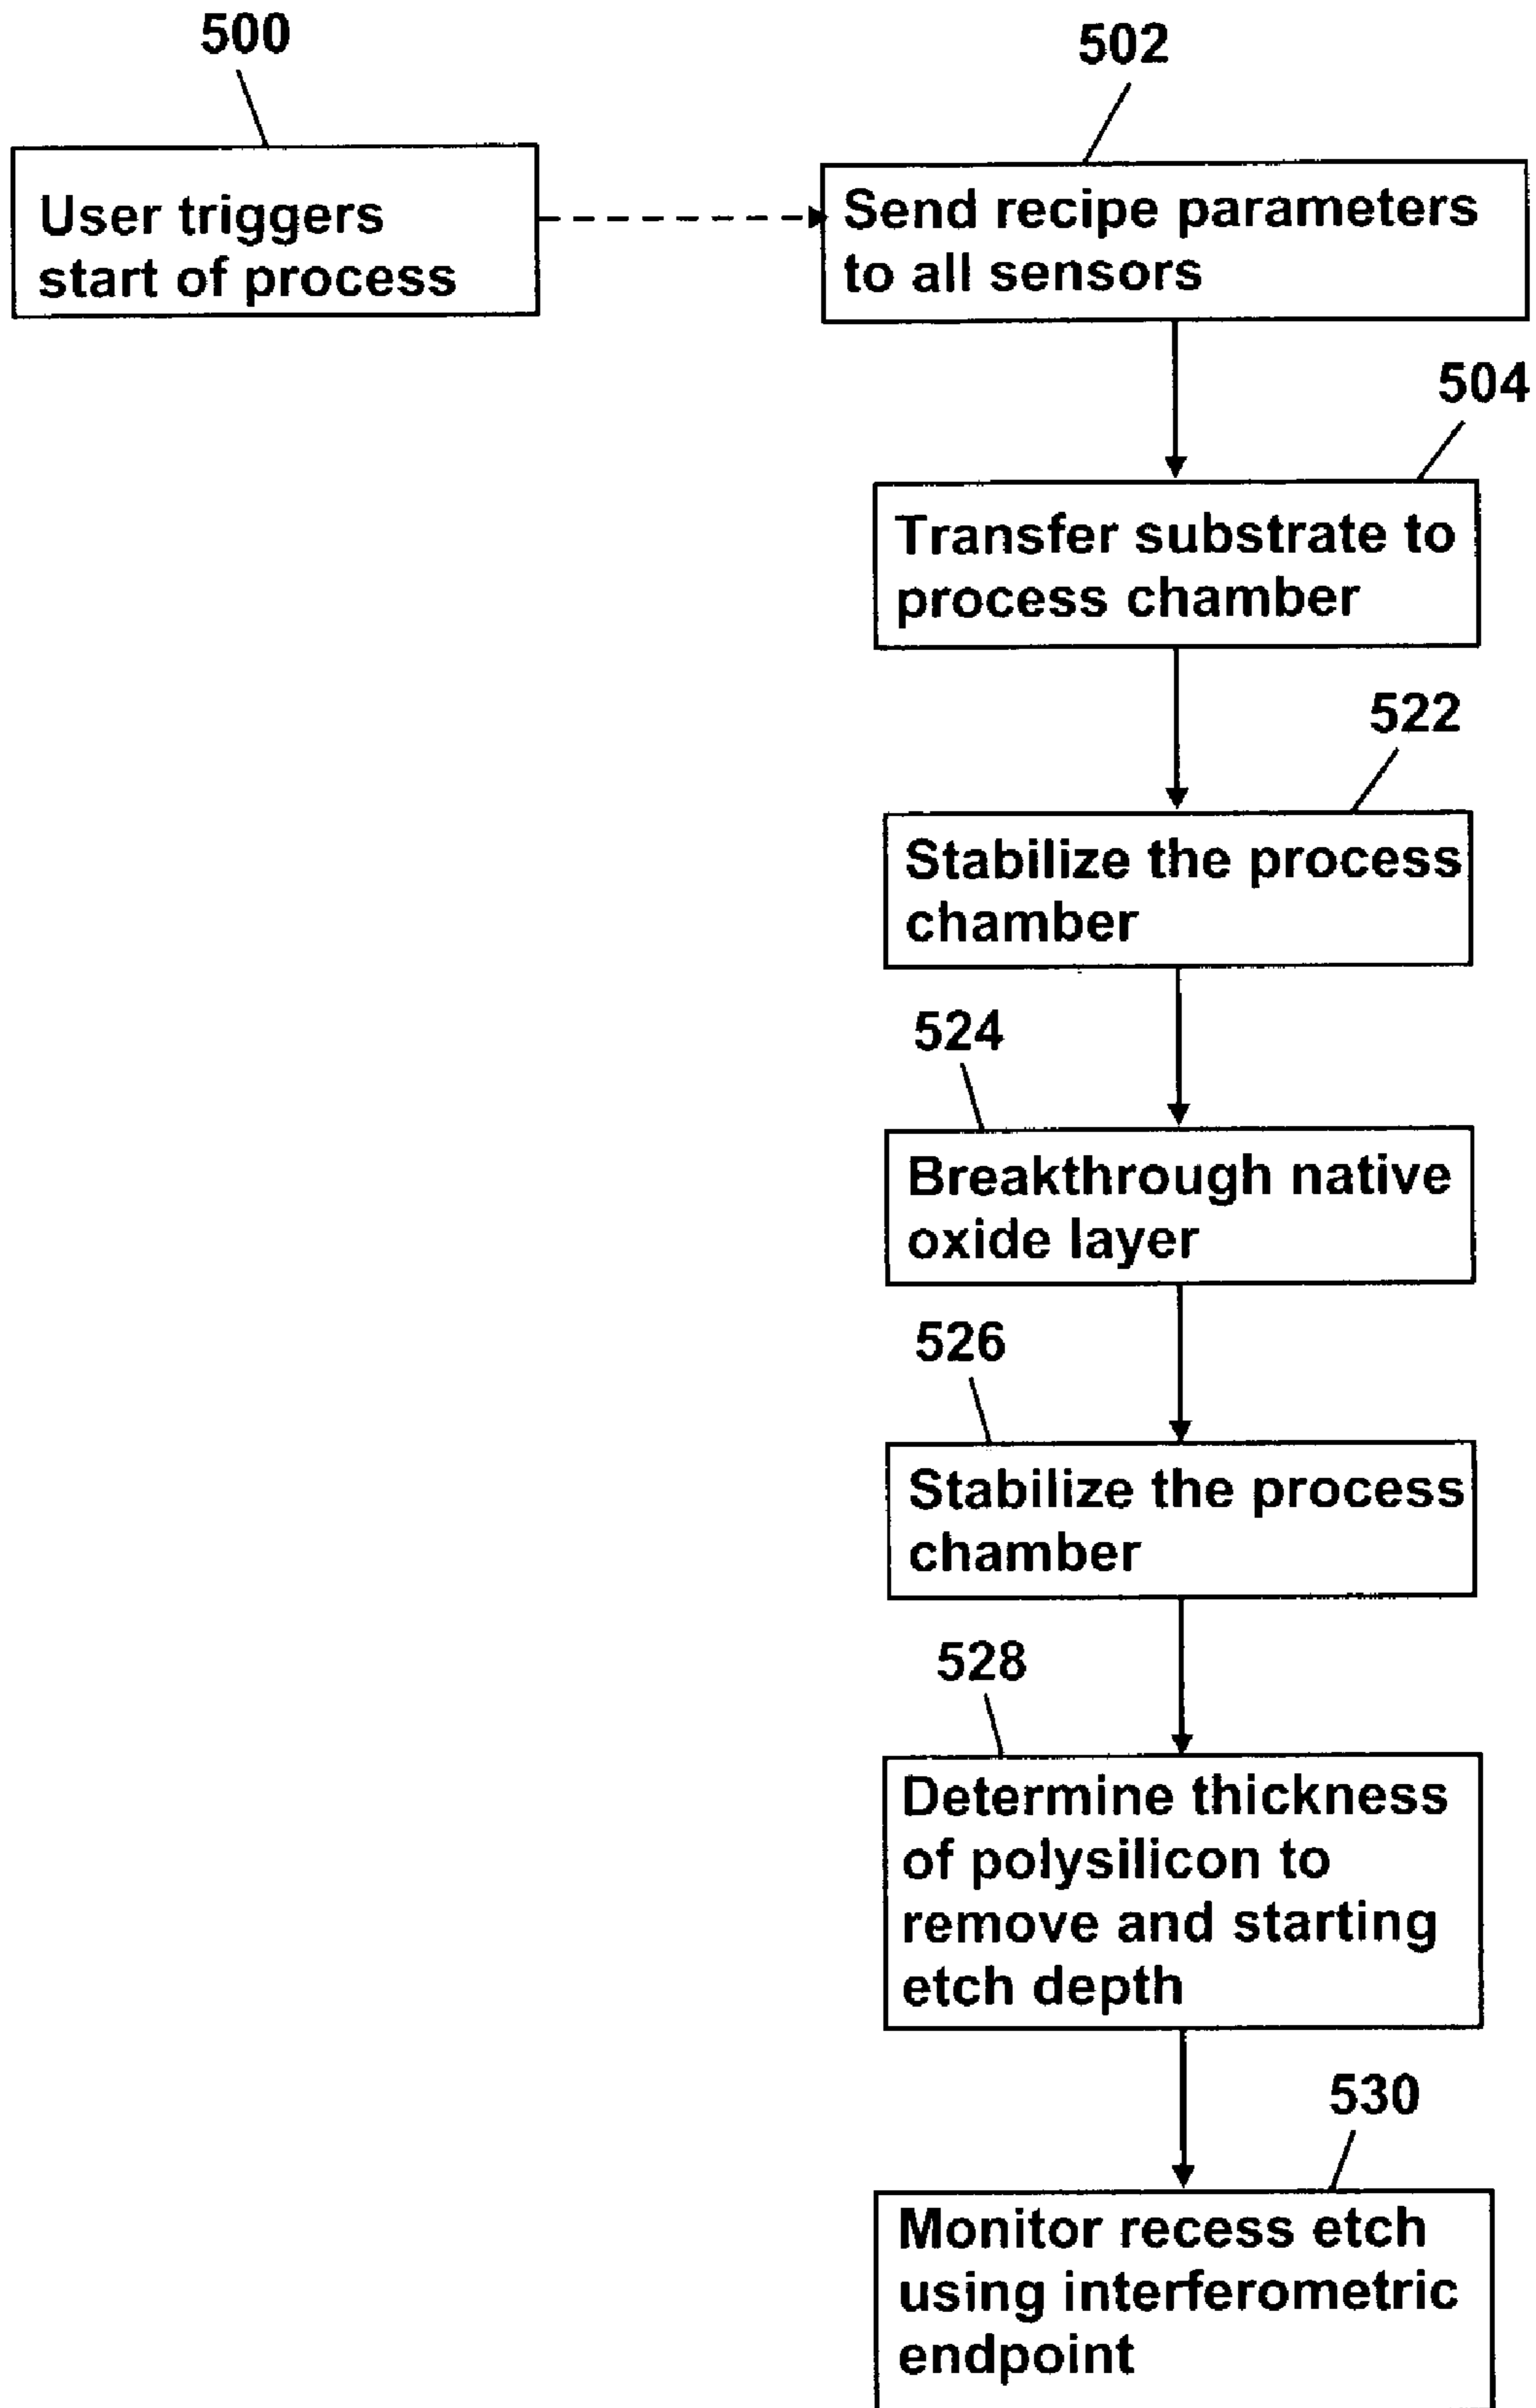 500
User triggers
start of process
502
Send recipe parameters
to all sensors
504
Transfer substrate to
process chamber
522
Stabilize the process
chamber
524
Breakthrough native
oxide layer
526
Stabilize the process
chamber
528
Determine thickness
of polysilicon to
remove and starting
etch depth
530
Monitor recess etch
using interferometric
endpoint